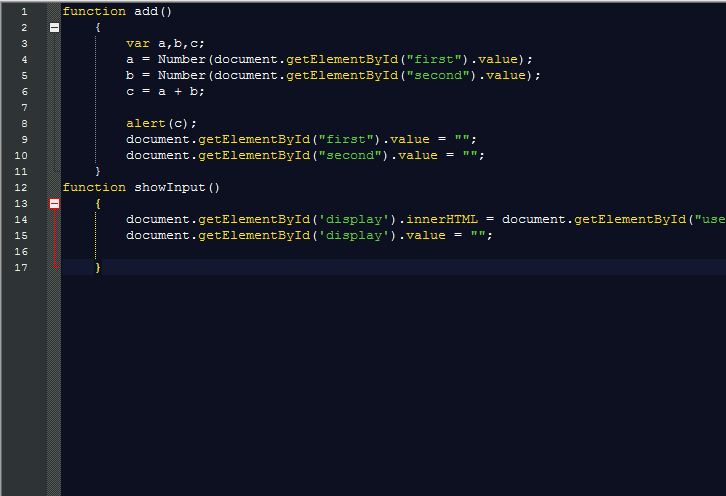 1 function add()
2 {
3 var a,b,c;
4 a = Number(document.getElementById("first").value);
5 b = Number(document.getElementById("second").value);
6 c = a + b;
7
8 alert(c);
9 document.getElementById("first").value = "";
10 document.getElementById("second").value = "";
11 }
12 function showInput()
13 {
14 document.getElementById('display').innerHTML = document.getElementById("use
15 document.getElementById('display').value = "";
16
17 }